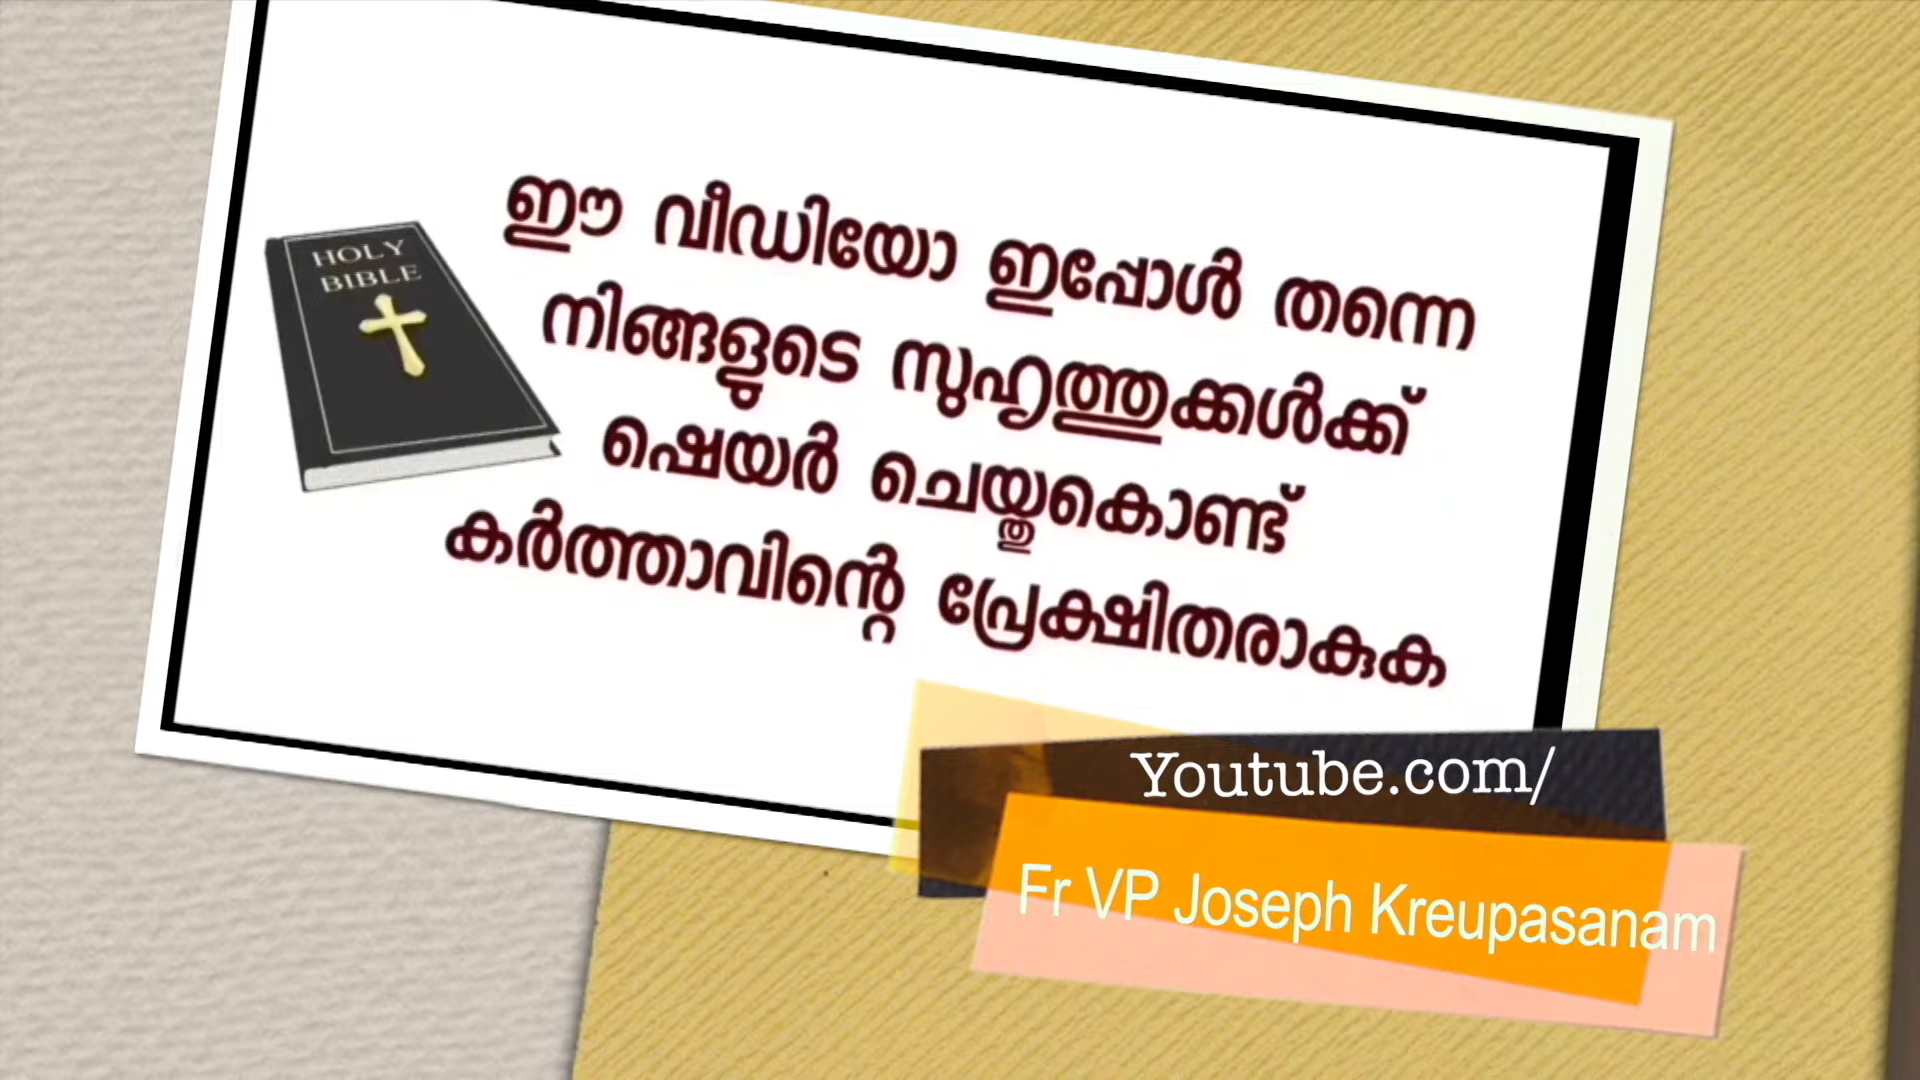 HOLY
BIBLE
ഈ വീഡിയോ ഇപ്പോൾ തന്നെ
നിങ്ങളുടെ സുഹൃത്തുക്കൾക്ക്
ഷെയർ ചെയ്തുകൊണ്ട്
കർത്താവിന്റെ പ്രേക്ഷിതരാകുക
Youtube.com/
Fr VP Joseph Kreupasanam